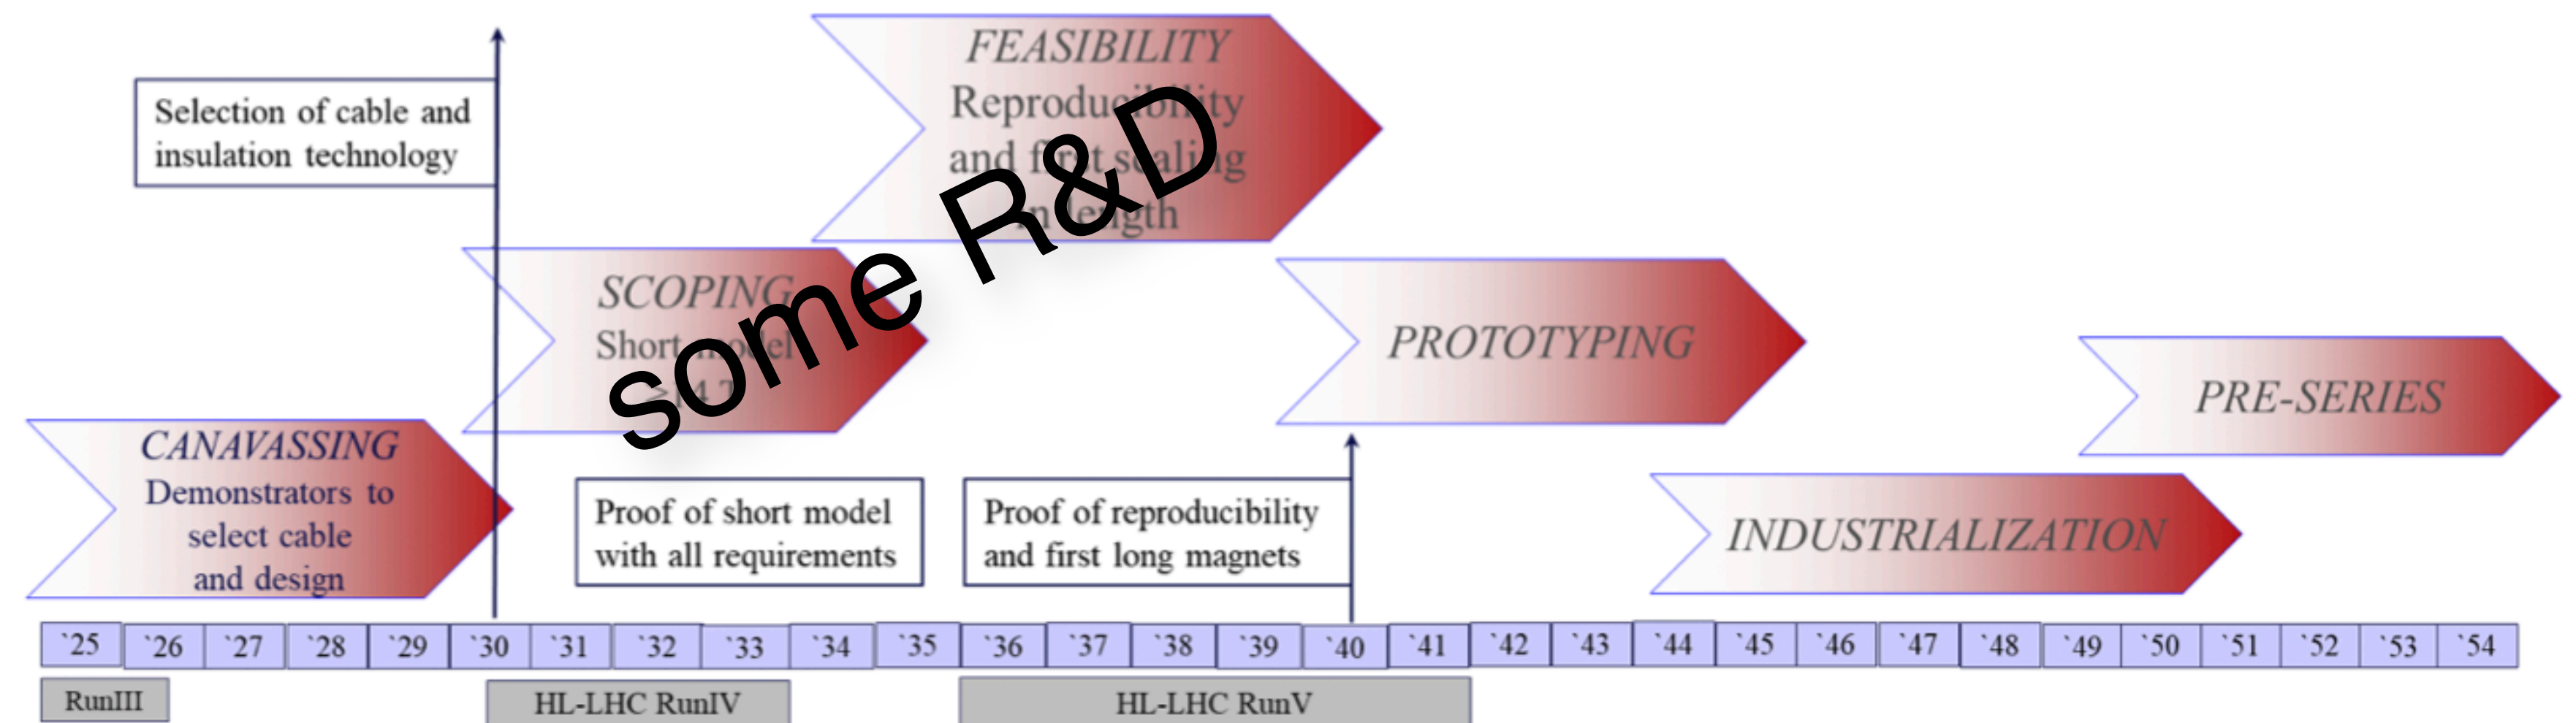 FEASIBILITY
Reproducibility
and first scaling
in length
Selection of cable and
insulation technology
some R&D
SCOPING
Short model
≥14 T
PROTOTYPING
PRE-SERIES
CANAVASSING
Demonstrators to
select cable
and design
Proof of short model
with all requirements
Proof of reproducibility
and first long magnets
INDUSTRIALIZATION
`25 `26 `27 `28 `29 `30 `31 `32 `33 `34 `35 `36 `37 `38 `39 `40 `41 `42 `43 `44 `45 `46 `47 `48 `49 `50 `51 `52 `53 `54
RunIII HL-LHC RunIV HL-LHC RunV